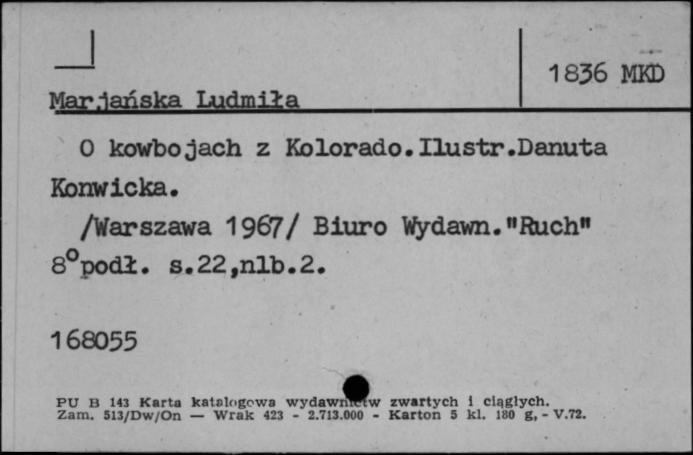 1836 MKD
Marjańska Ludmiła
O kowbojach z Kolorado.Ilustr.Danuta
Konwicka.
/Warszawa 1967/ Biuro Wydawn."Ruch"
8°podł. s.22,nlb.2.
168055
PU B 143 Karta katalogowa wydawnictw zwartych i ciągłych.
Zam. 513/Dw/On — Wrak 423 - 2.713.000 - Karton 5 kl. 180 g, - V.72.